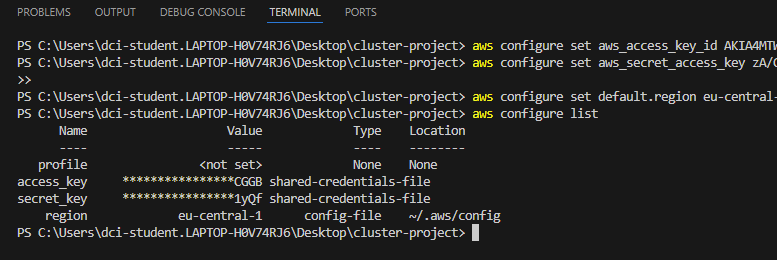 PROBLEMS OUTPUT DEBUG CONSOLE TERMINAL PORTS
PS C:\Users\dci-student.LAPTOP-H0V74RJ6\Desktop\cluster-project> aws configure set aws_access_key_id AKIA4MTW
PS C:\Users\dci-student.LAPTOP-H0V74RJ6\Desktop\cluster-project> aws configure set aws_secret_access_key zA/
>>
PS C:\Users\dci-student.LAPTOP-H0V74RJ6\Desktop\cluster-project> aws configure set default.region eu-central-
PS C:\Users\dci-student.LAPTOP-H0V74RJ6\Desktop\cluster-project> aws configure list
Name Value Type Location
---- ----- ---- --------
profile <not set> None None
access_key ****************CGGB shared-credentials-file
secret_key ****************1yQf shared-credentials-file
region eu-central-1 config-file ~/.aws/config
PS C:\Users\dci-student.LAPTOP-H0V74RJ6\Desktop\cluster-project>